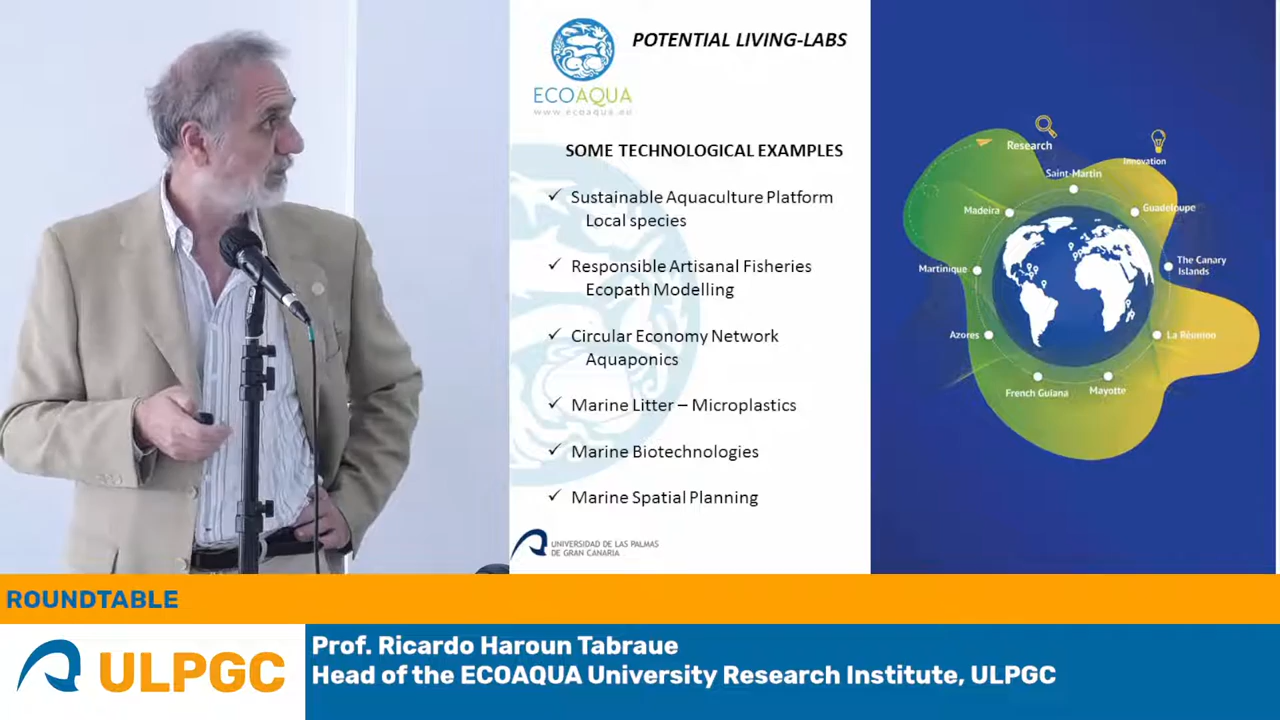 ECOAQUA
www.ecoaqua.eu
POTENTIAL LIVING-LABS
SOME TECHNOLOGICAL EXAMPLES
✓ Sustainable Aquaculture Platform
Local species
✓ Responsible Artisanal Fisheries
Ecopath Modelling
✓ Circular Economy Network
Aquaponics
✓ Marine Litter – Microplastics
✓ Marine Biotechnologies
✓ Marine Spatial Planning
UNIVERSIDAD DE LAS PALMAS
DE GRAN CANARIA
Research
Innovation
Saint-Martin
Madeira
Guadeloupe
Martinique
The Canary
Islands
Azores
La Réunion
French Guiana
Mayotte
ROUNDTABLE
ULPGC
Prof. Ricardo Haroun Tabraue
Head of the ECOAQUA University Research Institute, ULPGC